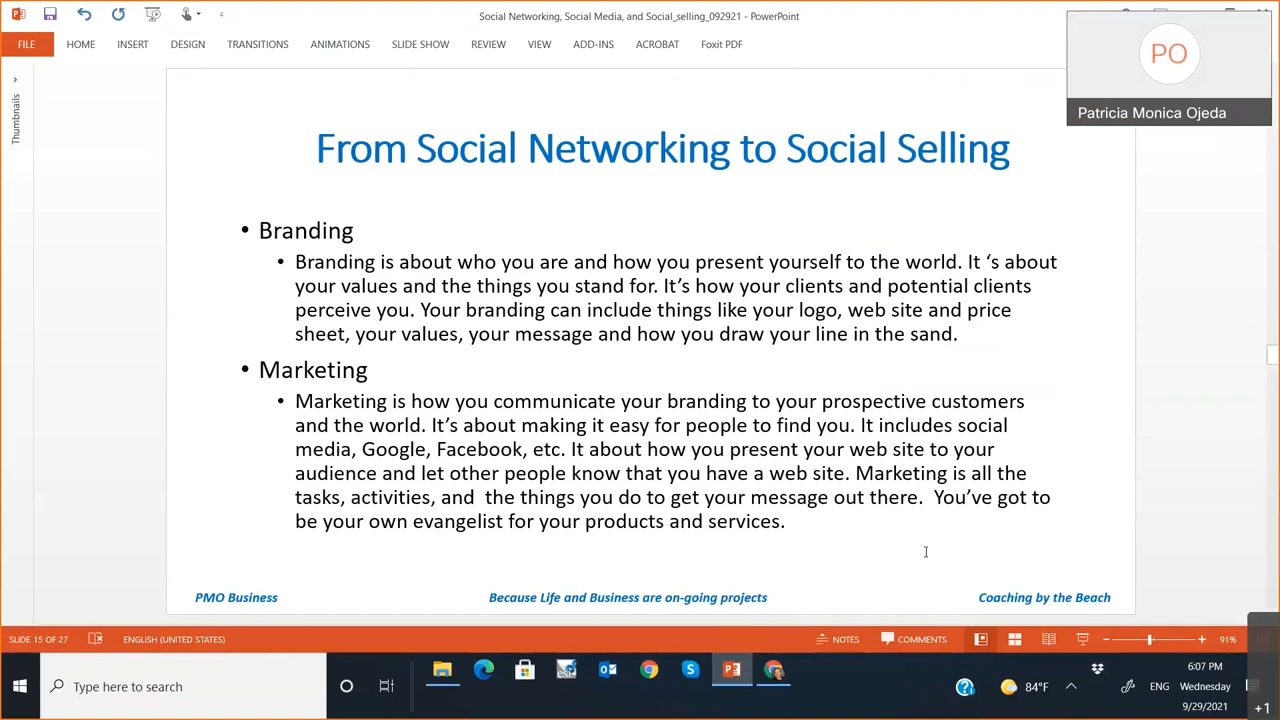 Social Networking, Social Media, and Social_selling_092921 - PowerPoint
FILE HOME INSERT DESIGN TRANSITIONS ANIMATIONS SLIDE SHOW REVIEW VIEW ADD-INS ACROBAT Foxit PDF
PO
Patricia Monica Ojeda
Thumbnails
From Social Networking to Social Selling
• Branding
• Branding is about who you are and how you present yourself to the world. It ‘s about
your values and the things you stand for. It’s how your clients and potential clients
perceive you. Your branding can include things like your logo, web site and price
sheet, your values, your message and how you draw your line in the sand.
• Marketing
• Marketing is how you communicate your branding to your prospective customers
and the world. It’s about making it easy for people to find you. It includes social
media, Google, Facebook, etc. It about how you present your web site to your
audience and let other people know that you have a web site. Marketing is all the
tasks, activities, and  the things you do to get your message out there.  You’ve got to
be your own evangelist for your products and services.
PMO Business Because Life and Business are on-going projects Coaching by the Beach
SLIDE 15 OF 27 ENGLISH (UNITED STATES) NOTES COMMENTS 91%
Type here to search
84°F ENG
6:07 PM
Wednesday
9/29/2021
+1